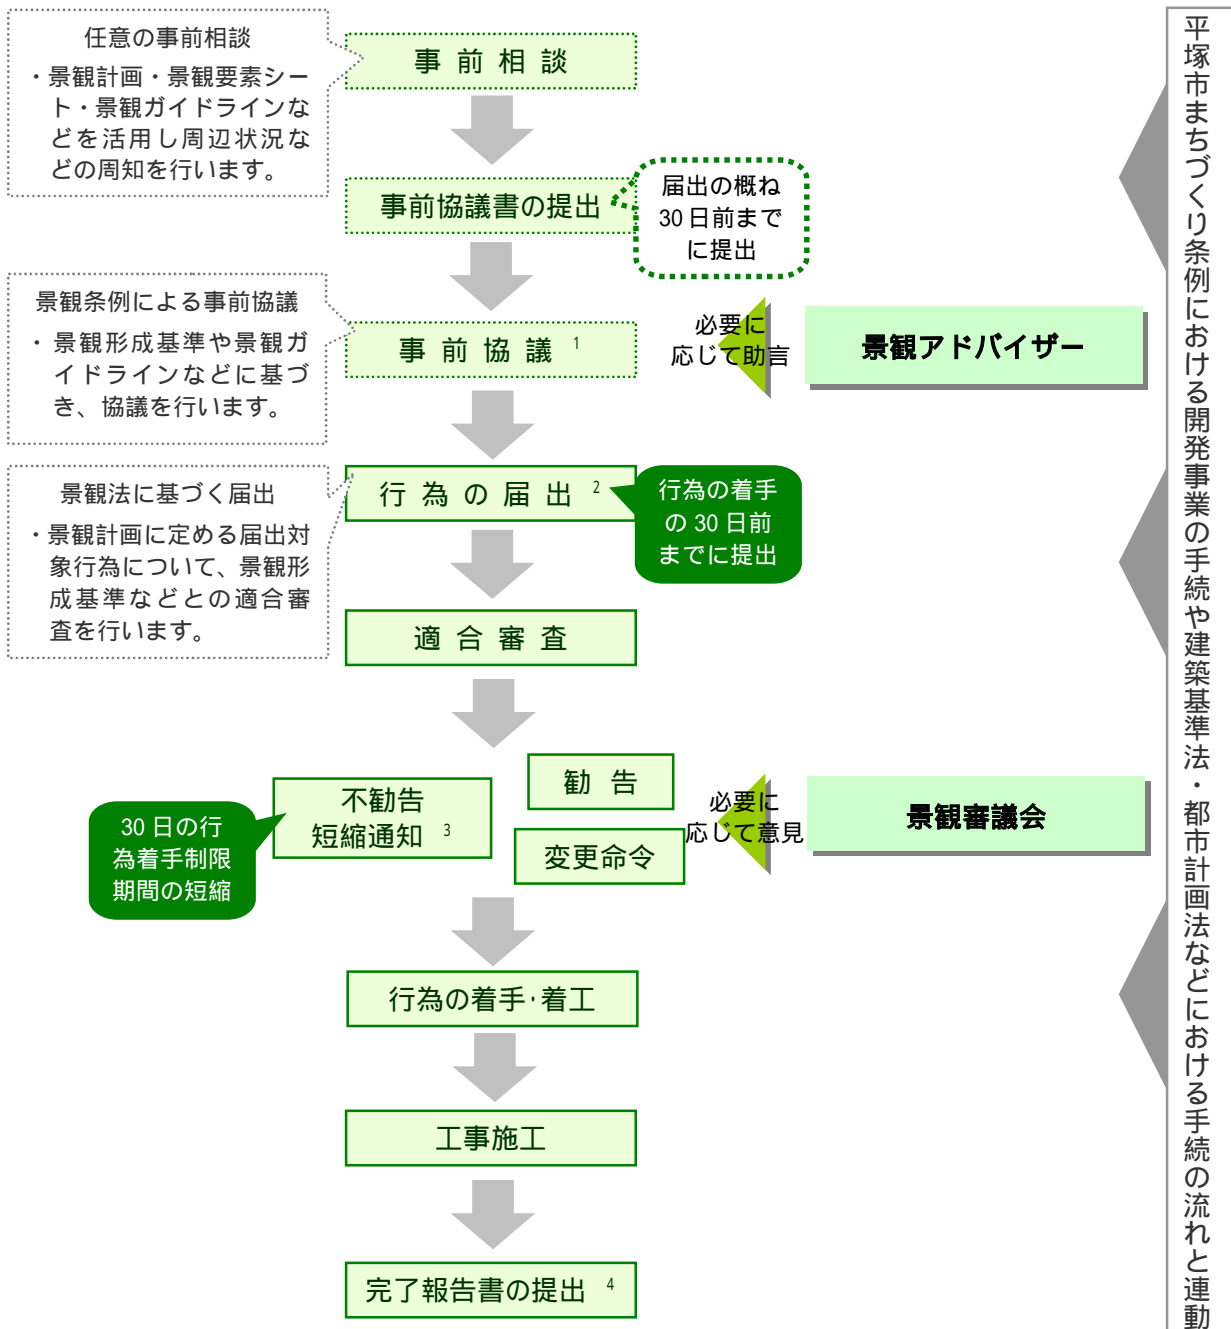 任意の事前相談
・景観計画・景観要素シー
ト・景観ガイドラインな
どを活用し周辺状況な
どの周知を行います。
事前相談
事前協議書の提出
届出の概ね
30日前まで
に提出
景観条例による事前協議
・景観形成基準や景観ガ
イドラインなどに基づ
き、協議を行います。
事前協議 1
必要に
応じて助言
景観アドバイザー
景観法に基づく届出
・景観計画に定める届出対
象行為について、景観形
成基準などとの適合審
査を行います。
行為の届出 2
行為の着手
の30日前
までに提出
適合審査
30日の行
為着手制限
期間の短縮
不勧告
短縮通知 3
勧告
変更命令
必要に
応じて意見
景観審議会
行為の着手・着工
工事施工
完了報告書の提出 4
平塚市まちづくり条例における開発事業の手続や建築基準法・都市計画法などにおける手続の流れと連動